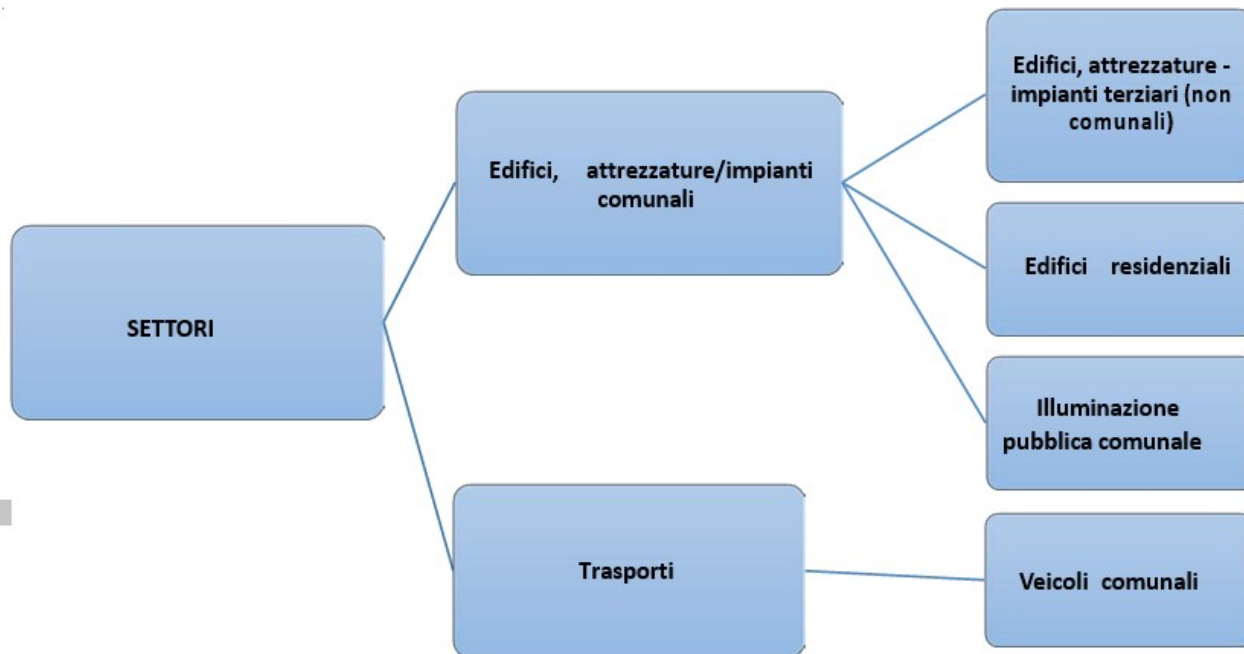 SETTORI
Edifici, attrezzature/impianti
comunali
Trasporti
Edifici, attrezzature -
impianti terziari (non
comunali)
Edifici residenziali
Illuminazione
pubblica comunale
Veicoli comunali